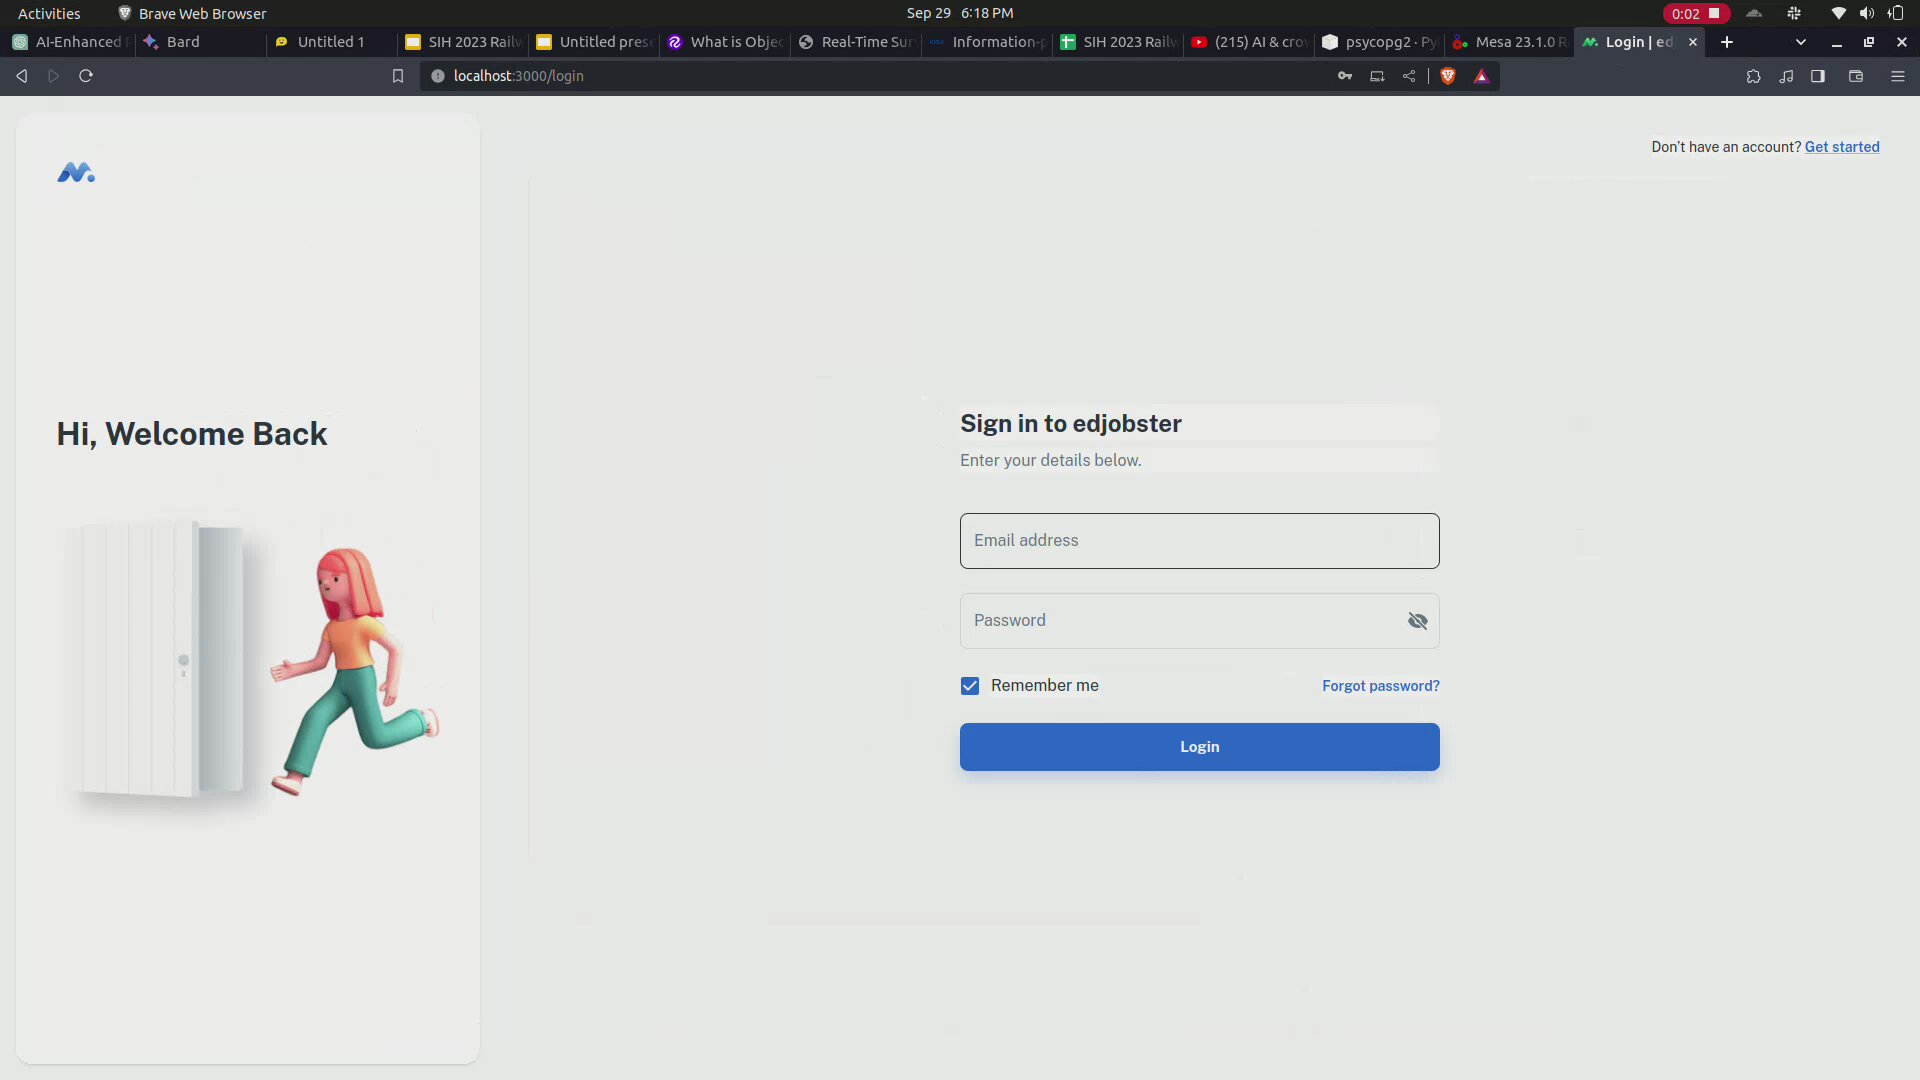 Activities
Brave Web Browser
Sep 29 6:18 PM
0:02
AI-Enhanced
Bard
Untitled 1
SIH 2023 Railw
Untitled prese
What is Objec
Real-Time Sur
Information-p
SIH 2023 Railw
(215) AI & crow
psycopg2 · Py
Mesa 23.1.0 R
Login | ed
localhost:3000/login
Don't have an account? Get started
Hi, Welcome Back
Sign in to edjobster
Enter your details below.
Email address
Password
Remember me
Forgot password?
Login